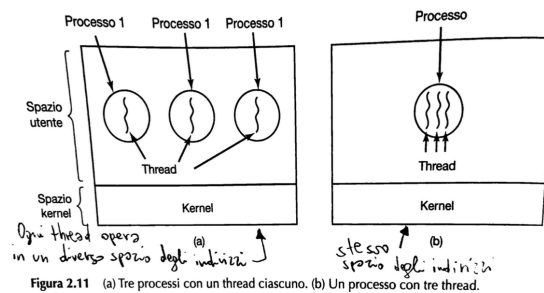 Processo 1 Processo 1 Processo 1
Processo
Spazio
utente
Thread
Thread
Spazio
kernel
Kernel
Kernel
(a)
(b)
Ogni thread opera
in un diverso spazio degli indirizzi
stesso
spazio degli indirizzi
Figura 2.11 (a) Tre processi con un thread ciascuno. (b) Un processo con tre thread.